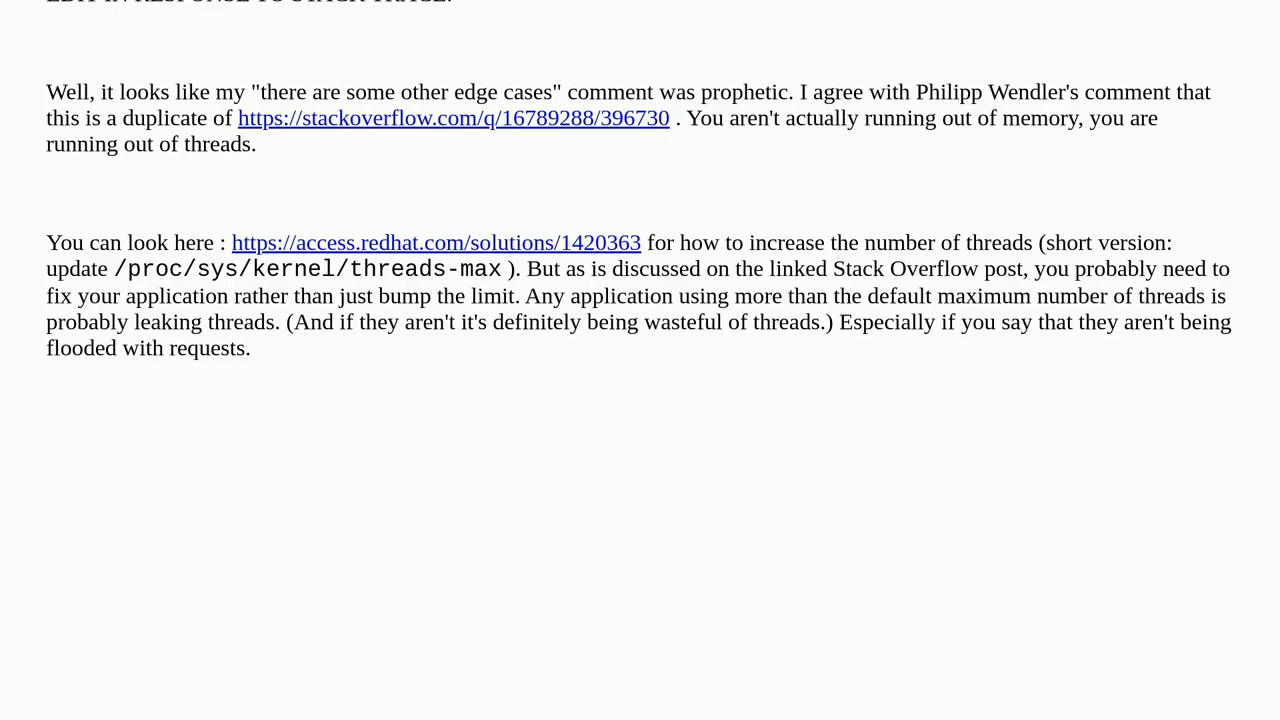 EDIT IN RESPONSE TO STACK TRACE:
Well, it looks like my "there are some other edge cases" comment was prophetic. I agree with Philipp Wendler's comment that
this is a duplicate of https://stackoverflow.com/q/16789288/396730 . You aren't actually running out of memory, you are
running out of threads.
You can look here : https://access.redhat.com/solutions/1420363 for how to increase the number of threads (short version:
update /proc/sys/kernel/threads-max ). But as is discussed on the linked Stack Overflow post, you probably need to
fix your application rather than just bump the limit. Any application using more than the default maximum number of threads is
probably leaking threads. (And if they aren't it's definitely being wasteful of threads.) Especially if you say that they aren't being
flooded with requests.